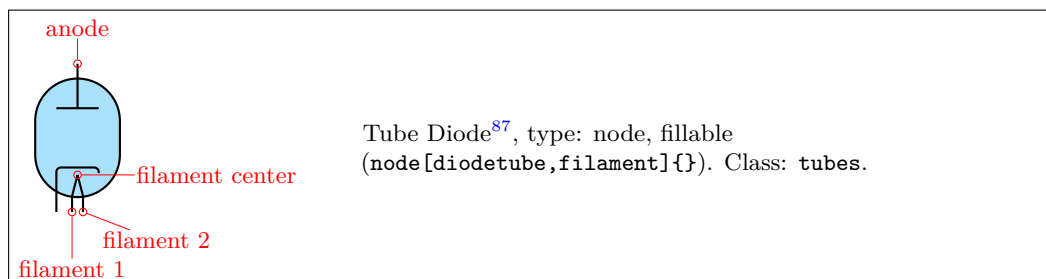 anode
Tube Diode87, type: node, fillable
(node[diodetube,filament]{}). Class: tubes.
filament center
filament 2
filament 1